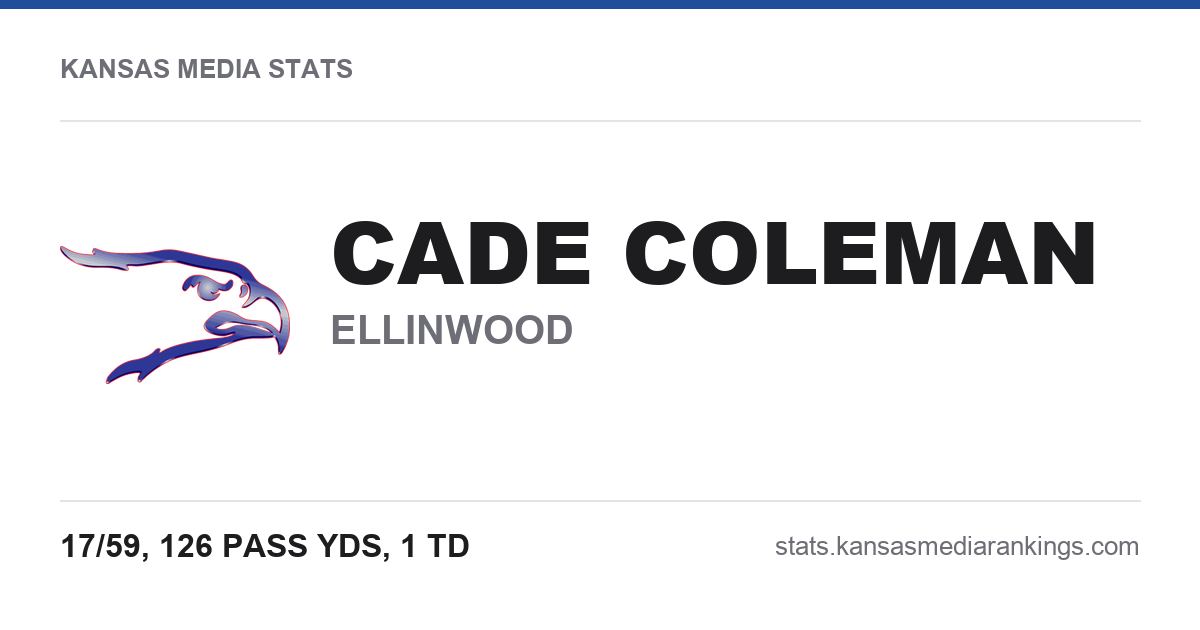 KANSAS MEDIA STATS
CADE COLEMAN
ELLINWOOD
17/59, 126 PASS YDS, 1 TD
stats.kansasmediarankings.com